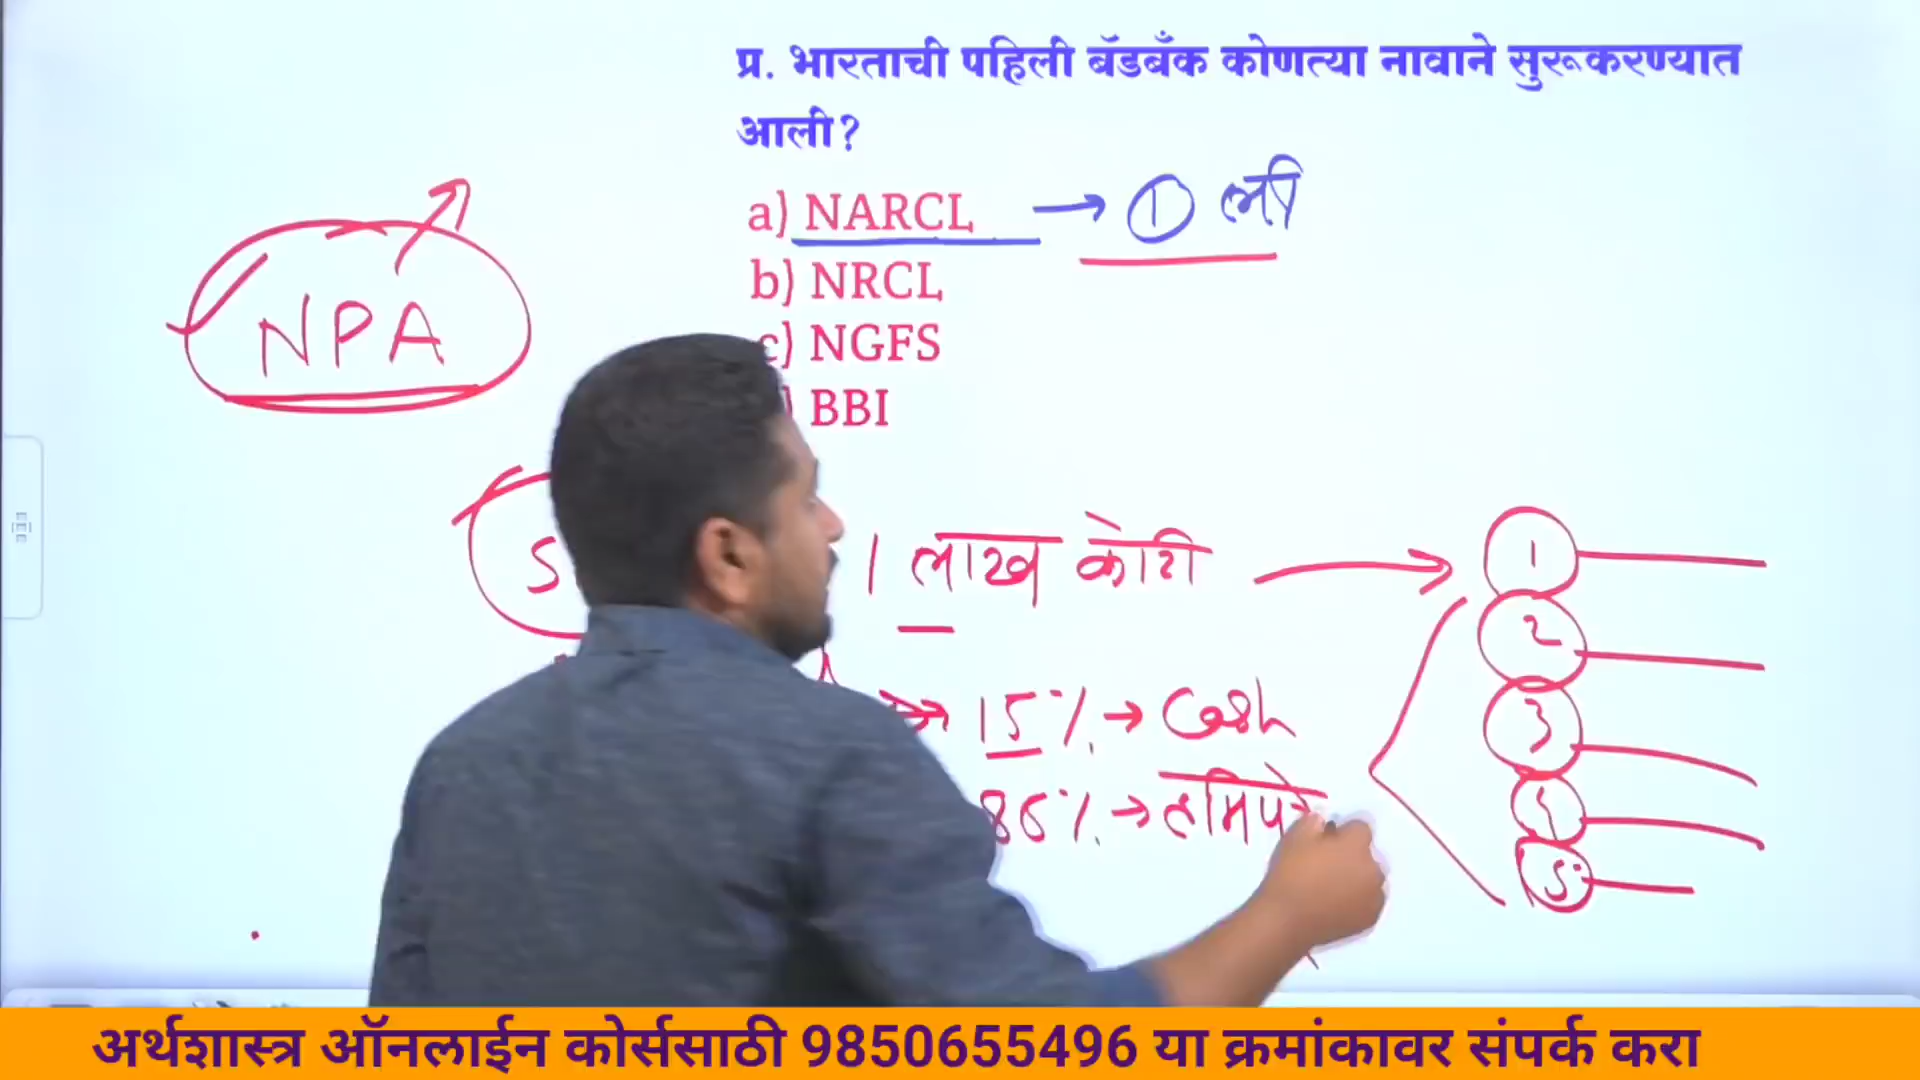 प्र. भारताची पहिली बॅडबँक कोणत्या नावाने सुरूकरण्यात
आली?
a) NARCL → 1 ली
b) NRCL
c) NGFS
) BBI
NPA
S
1 लाख कोटी → 1
2
3
4
5
15% → Cash
85% → हमिपत्रे
अर्थशास्त्र ऑनलाईन कोर्ससाठी 9850655496 या क्रमांकावर संपर्क करा